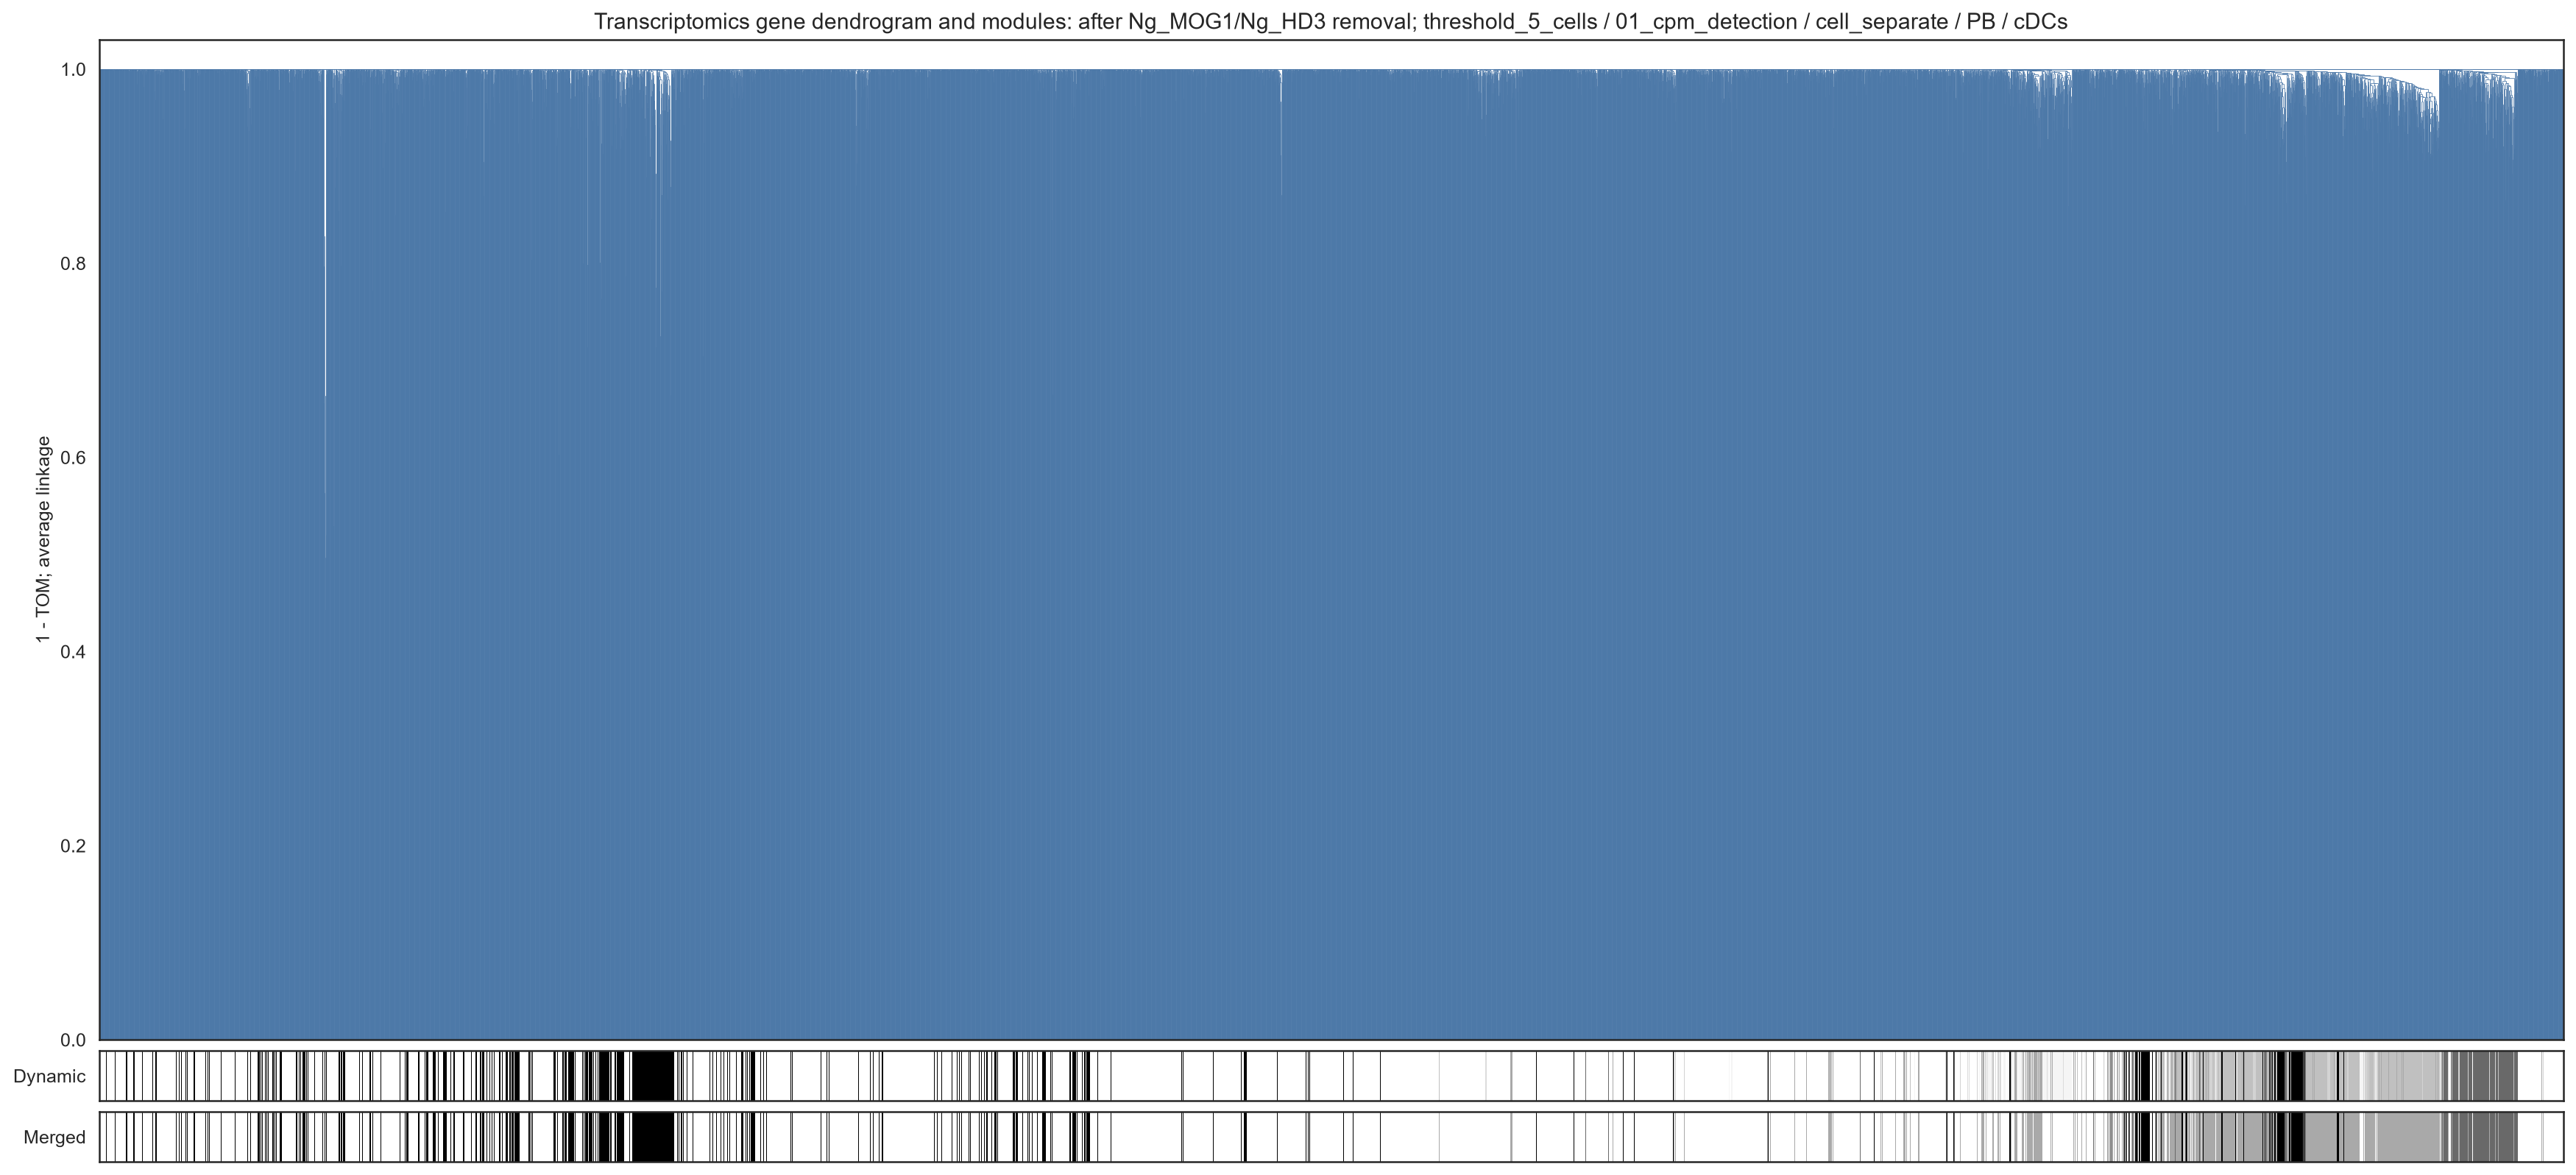 Transcriptomics gene dendrogram and modules: after Ng_MOG1/Ng_HD3 removal; threshold_5_cells / 01_cpm_detection / cell_separate / PB / cDCs
1.0
0.8
0.6
0.4
0.2
0.0
1 - TOM; average linkage
Dynamic
Merged